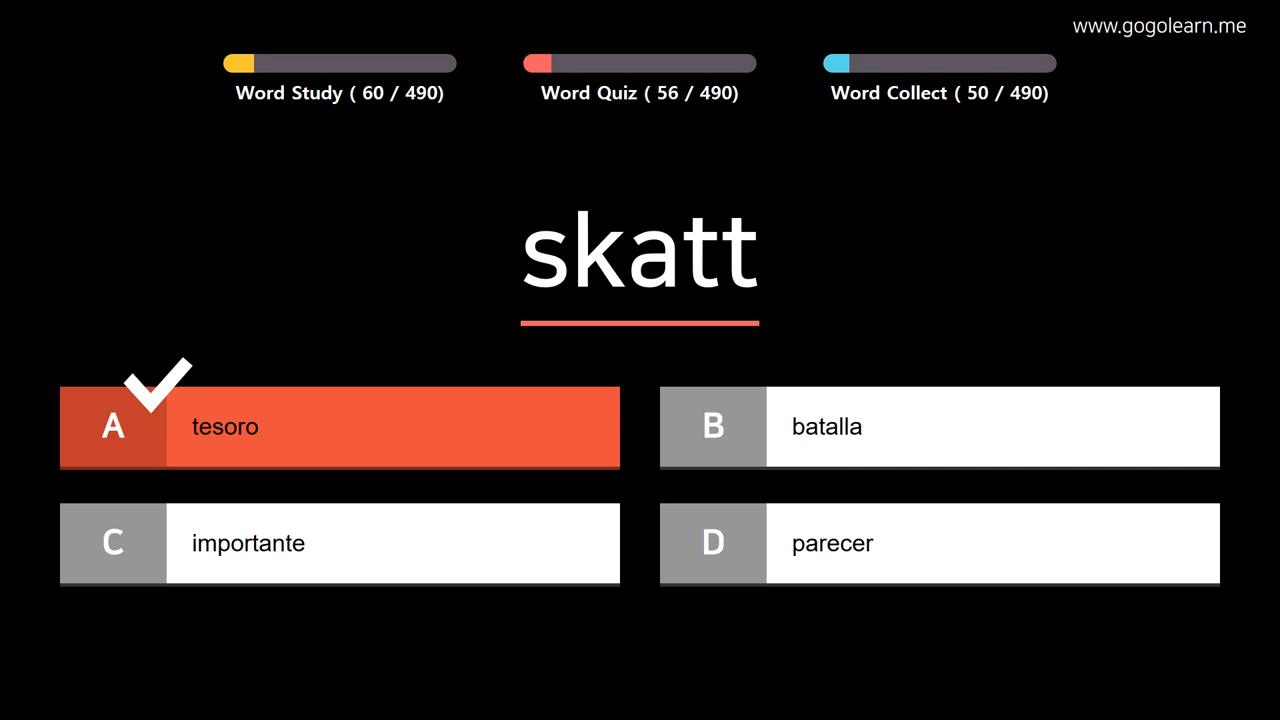 www.gogolearn.me
Word Study ( 60 / 490)
Word Quiz ( 56 / 490)
Word Collect ( 50 / 490)
skatt
A tesoro
B batalla
C importante
D parecer